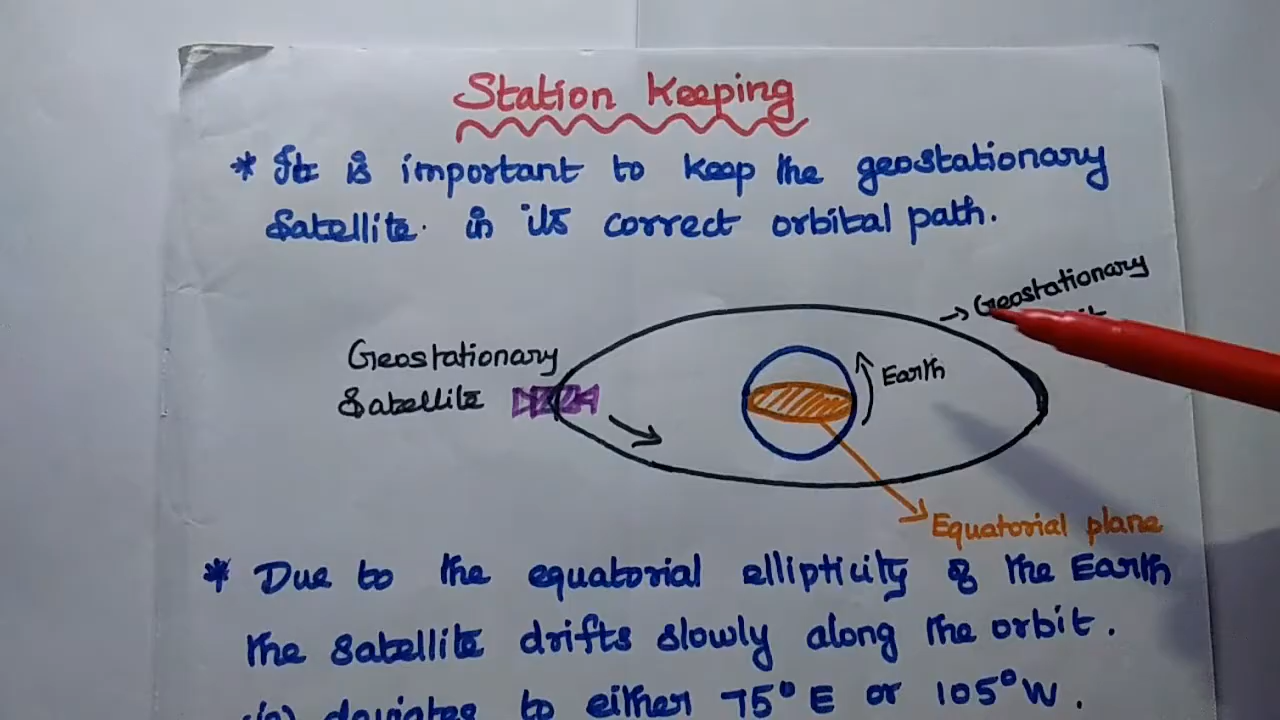 Station Keeping
* It is important to keep the geostationary
satellite. in its correct orbital path.
→ Geostationary
Geostationary
Satellite
Earth
Equatorial plane
* Due to the equatorial ellipticity of the Earth
the satellite drifts slowly along the orbit.
(ie) deviates to either 75° E or 105° W.